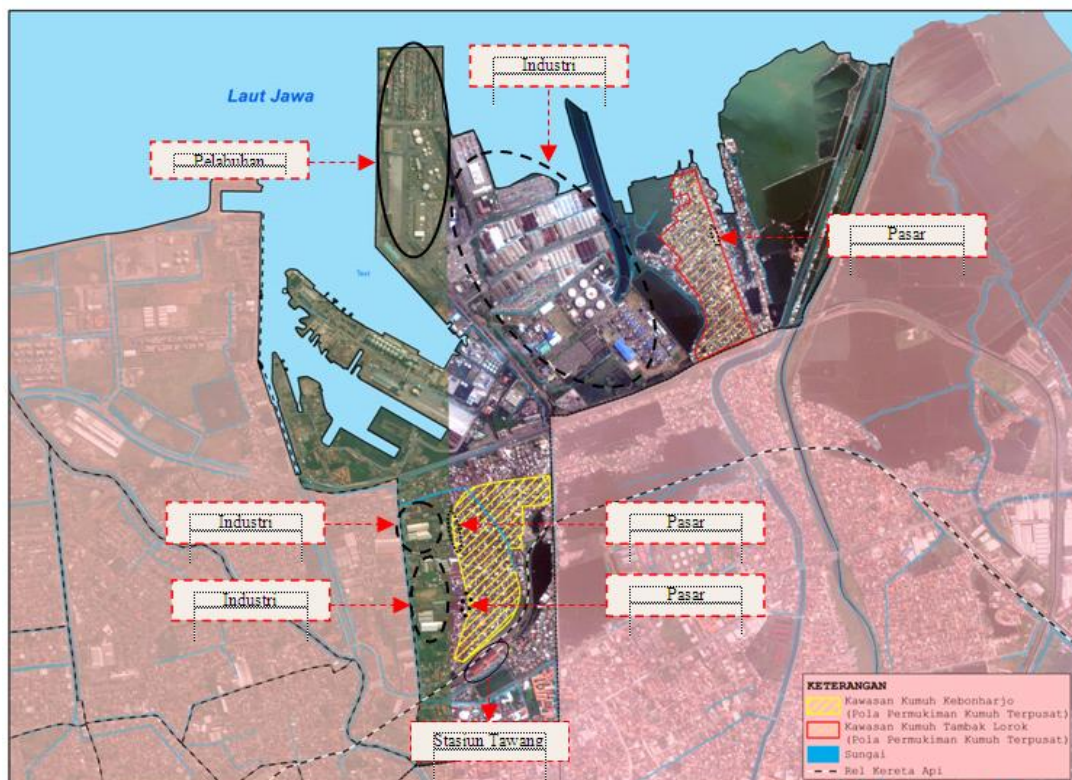 Industri
Laut Jawa
Pelabuhan
Pasar
Text
Industri
Pasar
Industri
Pasar
Stasiun Tawang
KETERANGAN
Kawasan Kumuh Kebonharjo
(Pola Permukiman Kumuh Terpusat)
Kawasan Kumuh Tambak Lorok
(Pola Permukiman Kumuh Terpusat)
Sungai
Rel Kereta Api